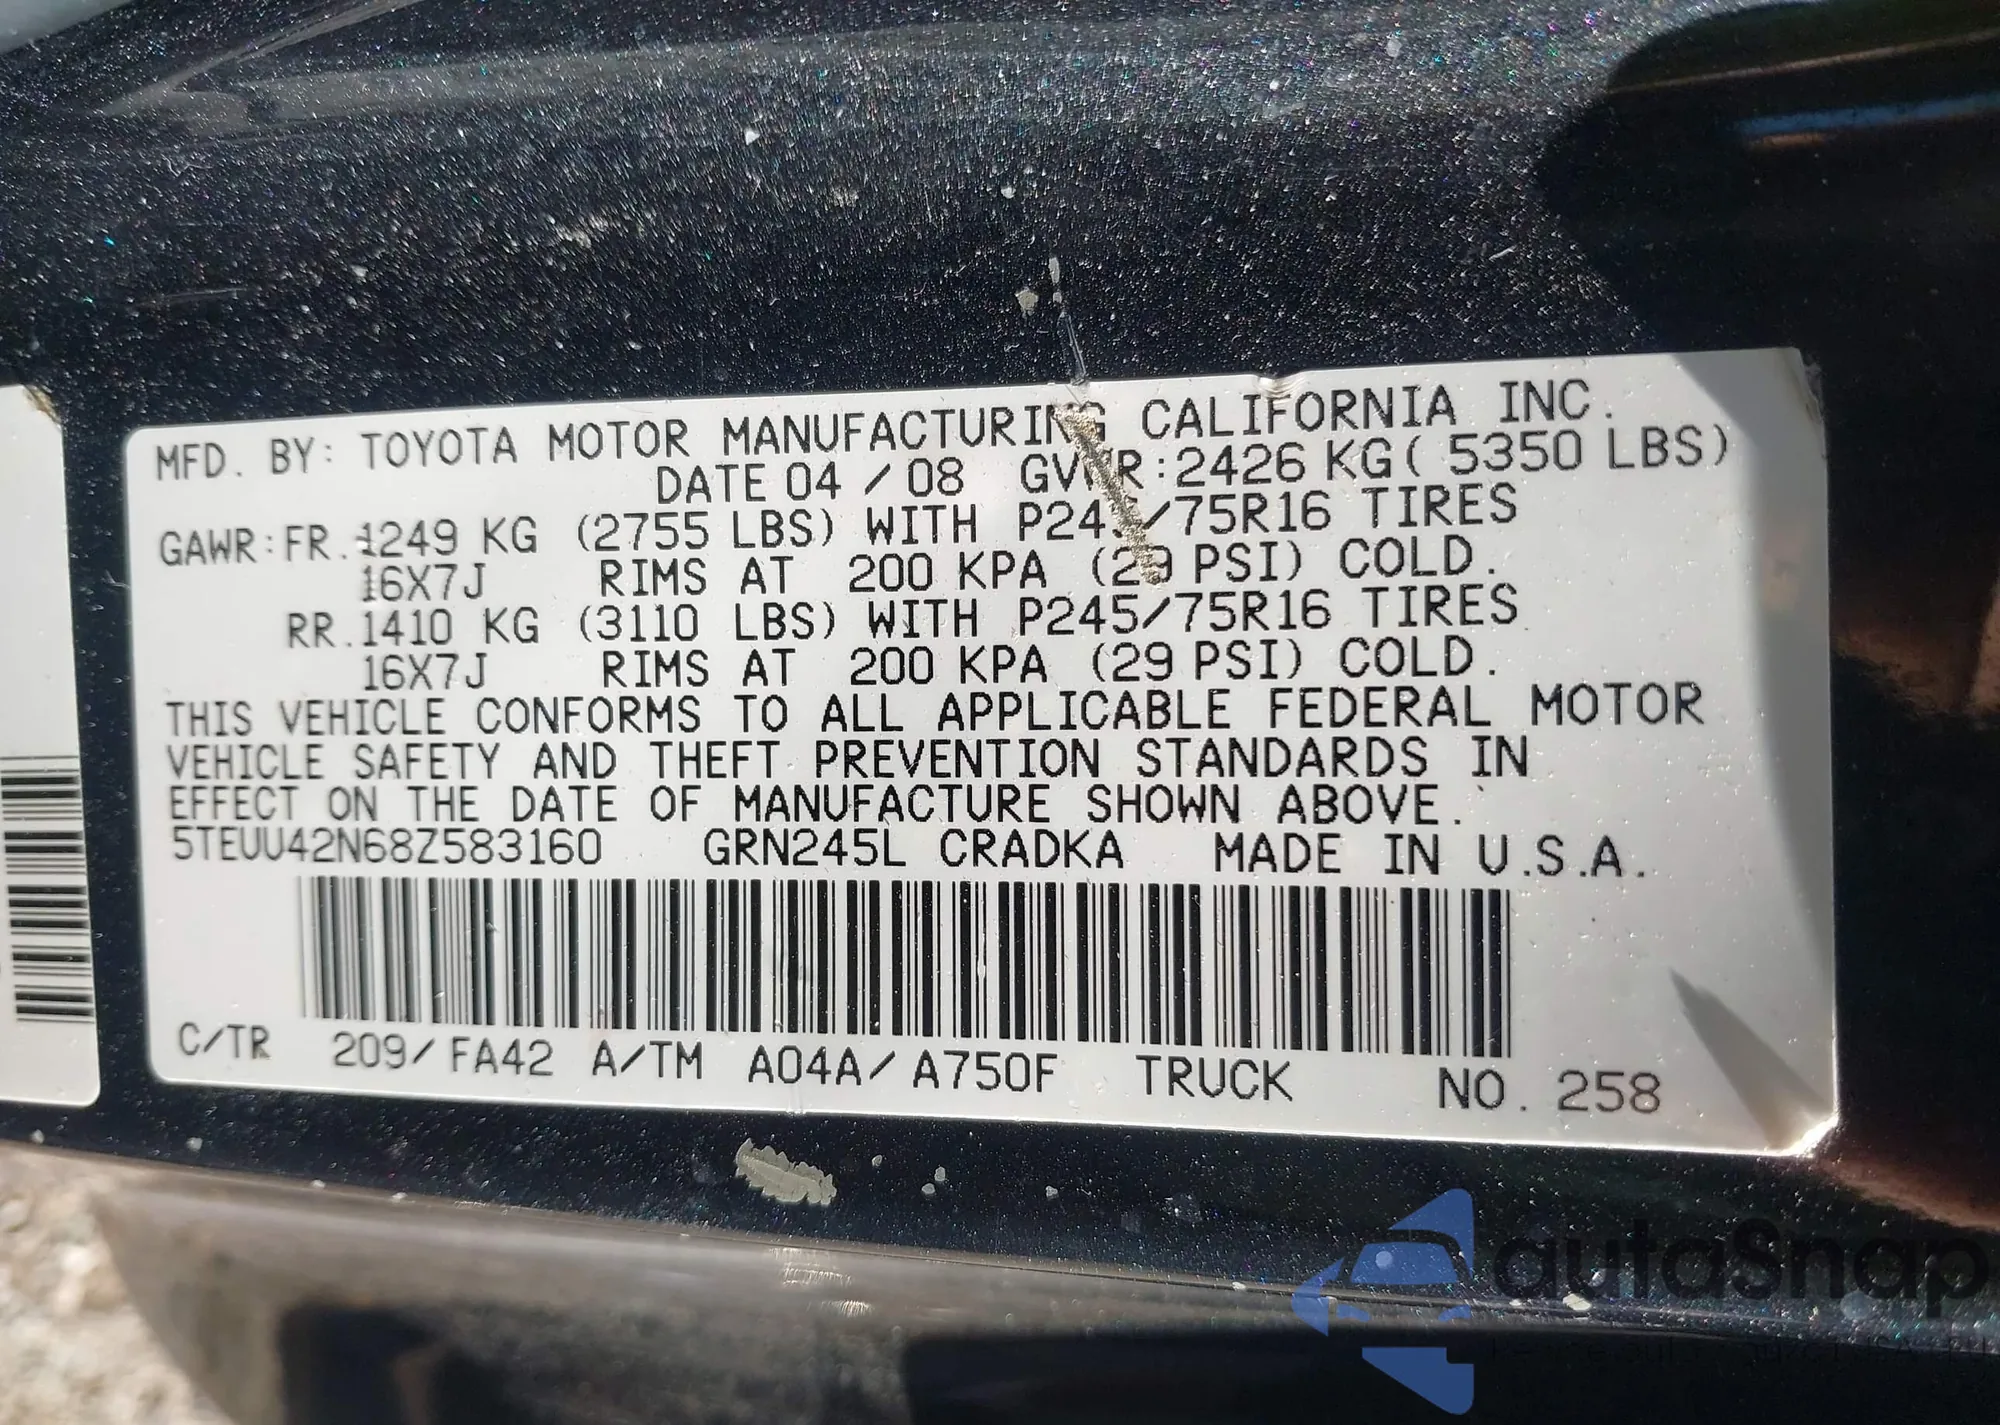 MFD. BY: TOYOTA MOTOR MANUFACTURING CALIFORNIA INC.
DATE 04 / 08 GVWR:2426 KG( 5350 LBS)
GAWR:FR.1249 KG (2755 LBS) WITH P245/75R16 TIRES
16X7J RIMS AT 200 KPA (29 PSI) COLD.
RR.1410 KG (3110 LBS) WITH P245/75R16 TIRES
16X7J RIMS AT 200 KPA (29 PSI) COLD.
THIS VEHICLE CONFORMS TO ALL APPLICABLE FEDERAL MOTOR
VEHICLE SAFETY AND THEFT PREVENTION STANDARDS IN
EFFECT ON THE DATE OF MANUFACTURE SHOWN ABOVE.
5TEUU42N68Z583160 GRN245L CRADKA MADE IN U.S.A.
C/TR 209/FA42 A/TM A04A/A750F TRUCK NO. 258
autaSnap